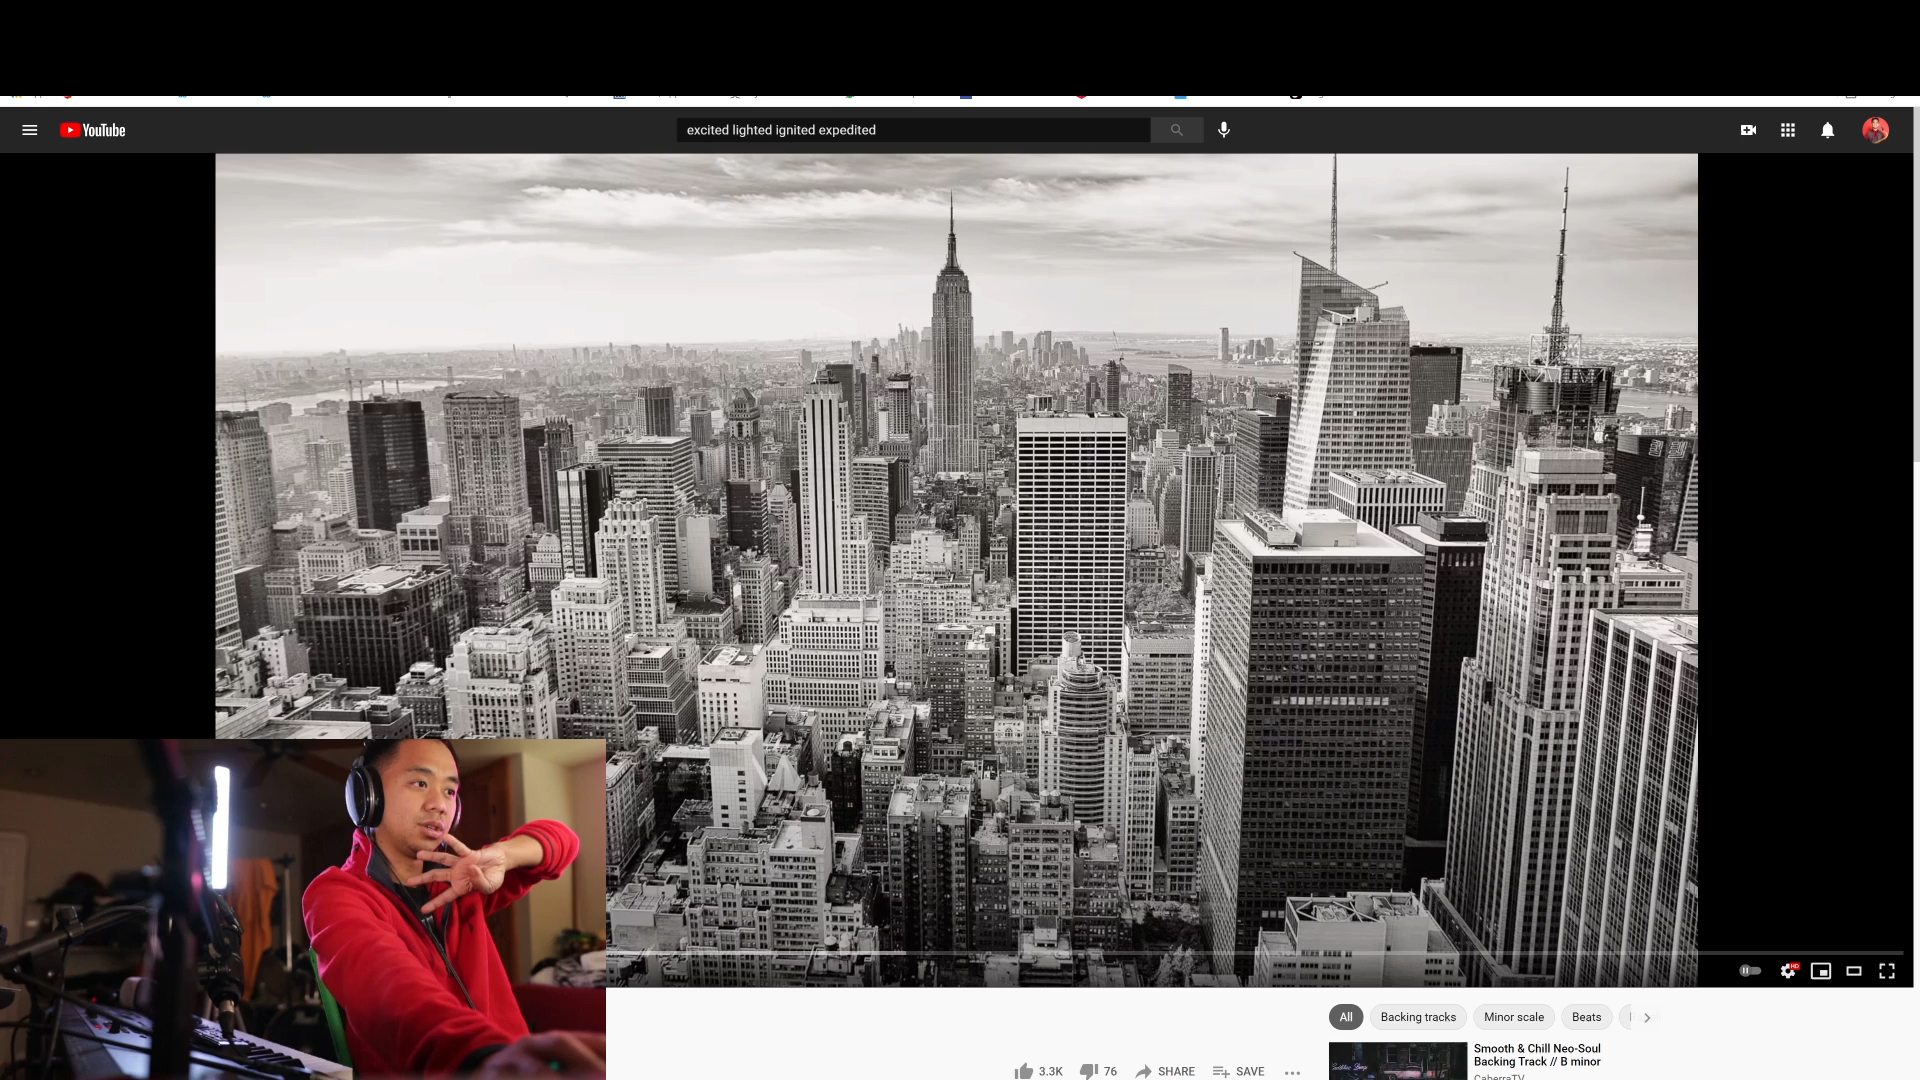 YouTube
excited lighted ignited expedited
HD
All
Backing tracks
Minor scale
Beats
Smooth & Chill Neo-Soul
Backing Track // B minor
3.3K
76
SHARE
SAVE